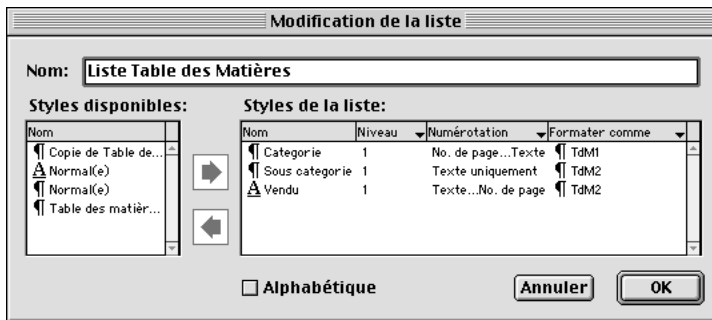 Modification de la liste
Nom: Liste Table des Matières
Styles disponibles:
Nom
¶ Copie de Table de...
A Normal(e)
¶ Normal(e)
¶ Table des matièr...
Styles de la liste:
Nom Niveau Numérotation Formater comme
¶ Categorie 1 No. de page...Texte ¶ TdM1
¶ Sous categorie 1 Texte uniquement ¶ TdM2
A Vendu 1 Texte...No. de page ¶ TdM2
Alphabétique
Annuler
OK